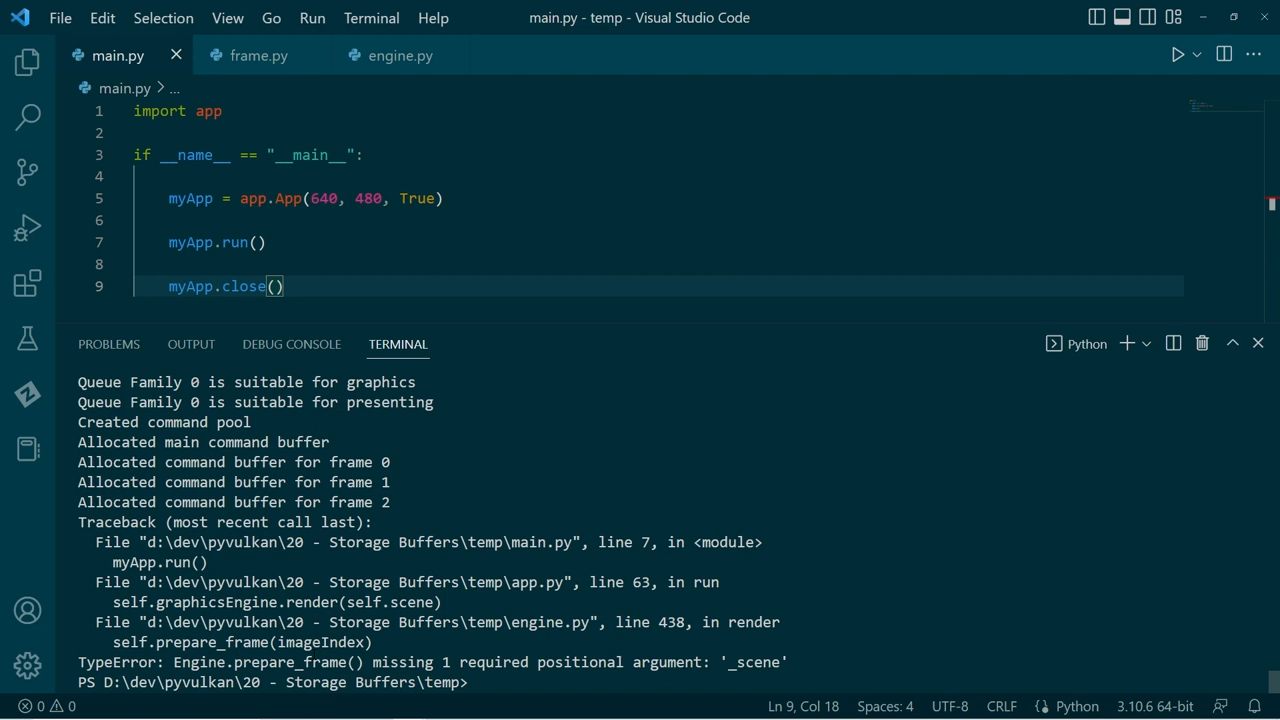 File Edit Selection View Go Run Terminal Help main.py - temp - Visual Studio Code
main.py frame.py engine.py
main.py > ...
1 import app
2
3 if __name__ == "__main__":
4
5 myApp = app.App(640, 480, True)
6
7 myApp.run()
8
9 myApp.close()
PROBLEMS OUTPUT DEBUG CONSOLE TERMINAL Python
Queue Family 0 is suitable for graphics
Queue Family 0 is suitable for presenting
Created command pool
Allocated main command buffer
Allocated command buffer for frame 0
Allocated command buffer for frame 1
Allocated command buffer for frame 2
Traceback (most recent call last):
File "d:\dev\pyvulkan\20 - Storage Buffers\temp\main.py", line 7, in <module>
myApp.run()
File "d:\dev\pyvulkan\20 - Storage Buffers\temp\app.py", line 63, in run
self.graphicsEngine.render(self.scene)
File "d:\dev\pyvulkan\20 - Storage Buffers\temp\engine.py", line 438, in render
self.prepare_frame(imageIndex)
TypeError: Engine.prepare_frame() missing 1 required positional argument: '_scene'
PS D:\dev\pyvulkan\20 - Storage Buffers\temp>
0 0 Ln 9, Col 18 Spaces: 4 UTF-8 CRLF Python 3.10.6 64-bit